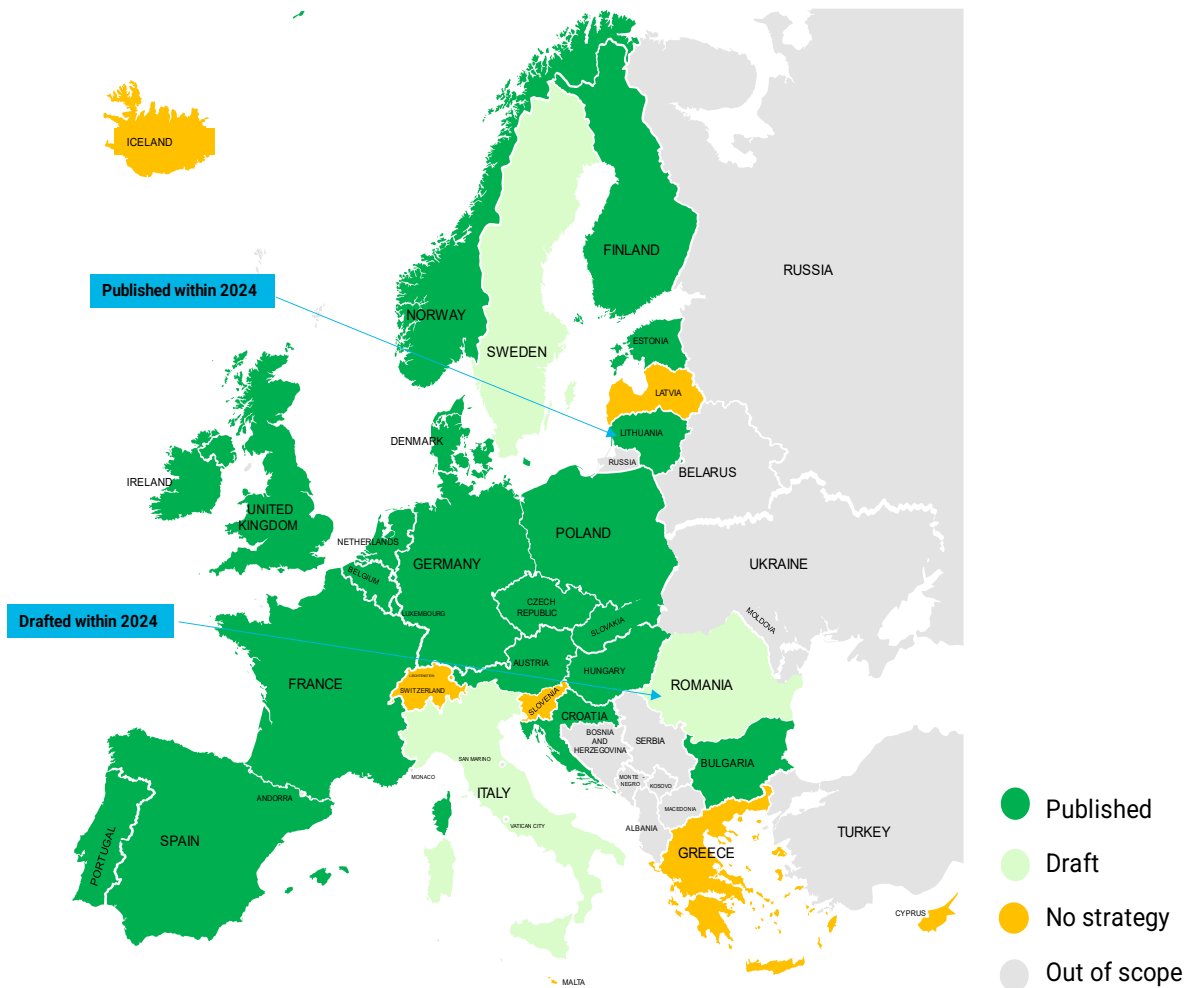 ICELAND
FINLAND
RUSSIA
Published within 2024
NORWAY
SWEDEN
ESTONIA
LATVIA
LITHUANIA
DENMARK
RUSSIA
BELARUS
IRELAND
UNITED
KINGDOM
NETHERLANDS
POLAND
GERMANY
UKRAINE
BELGIUM
CZECH
REPUBLIC
LUXEMBOURG
Drafted within 2024
SLOVAKIA
MOLDOVA
AUSTRIA
HUNGARY
LIECHTENSTEIN
SWITZERLAND
FRANCE
ROMANIA
SLOVENIA
CROATIA
BOSNIA
AND
HERZEGOVINA
SERBIA
SAN MARINO
BULGARIA
MONACO
MONTE -
NEGRO
KOSOVO
ITALY
ANDORRA
MACEDONIA
VATICAN CITY
ALBANIA
TURKEY
SPAIN
PORTUGAL
GREECE
CYPRUS
MALTA
Published
Draft
No strategy
Out of scope